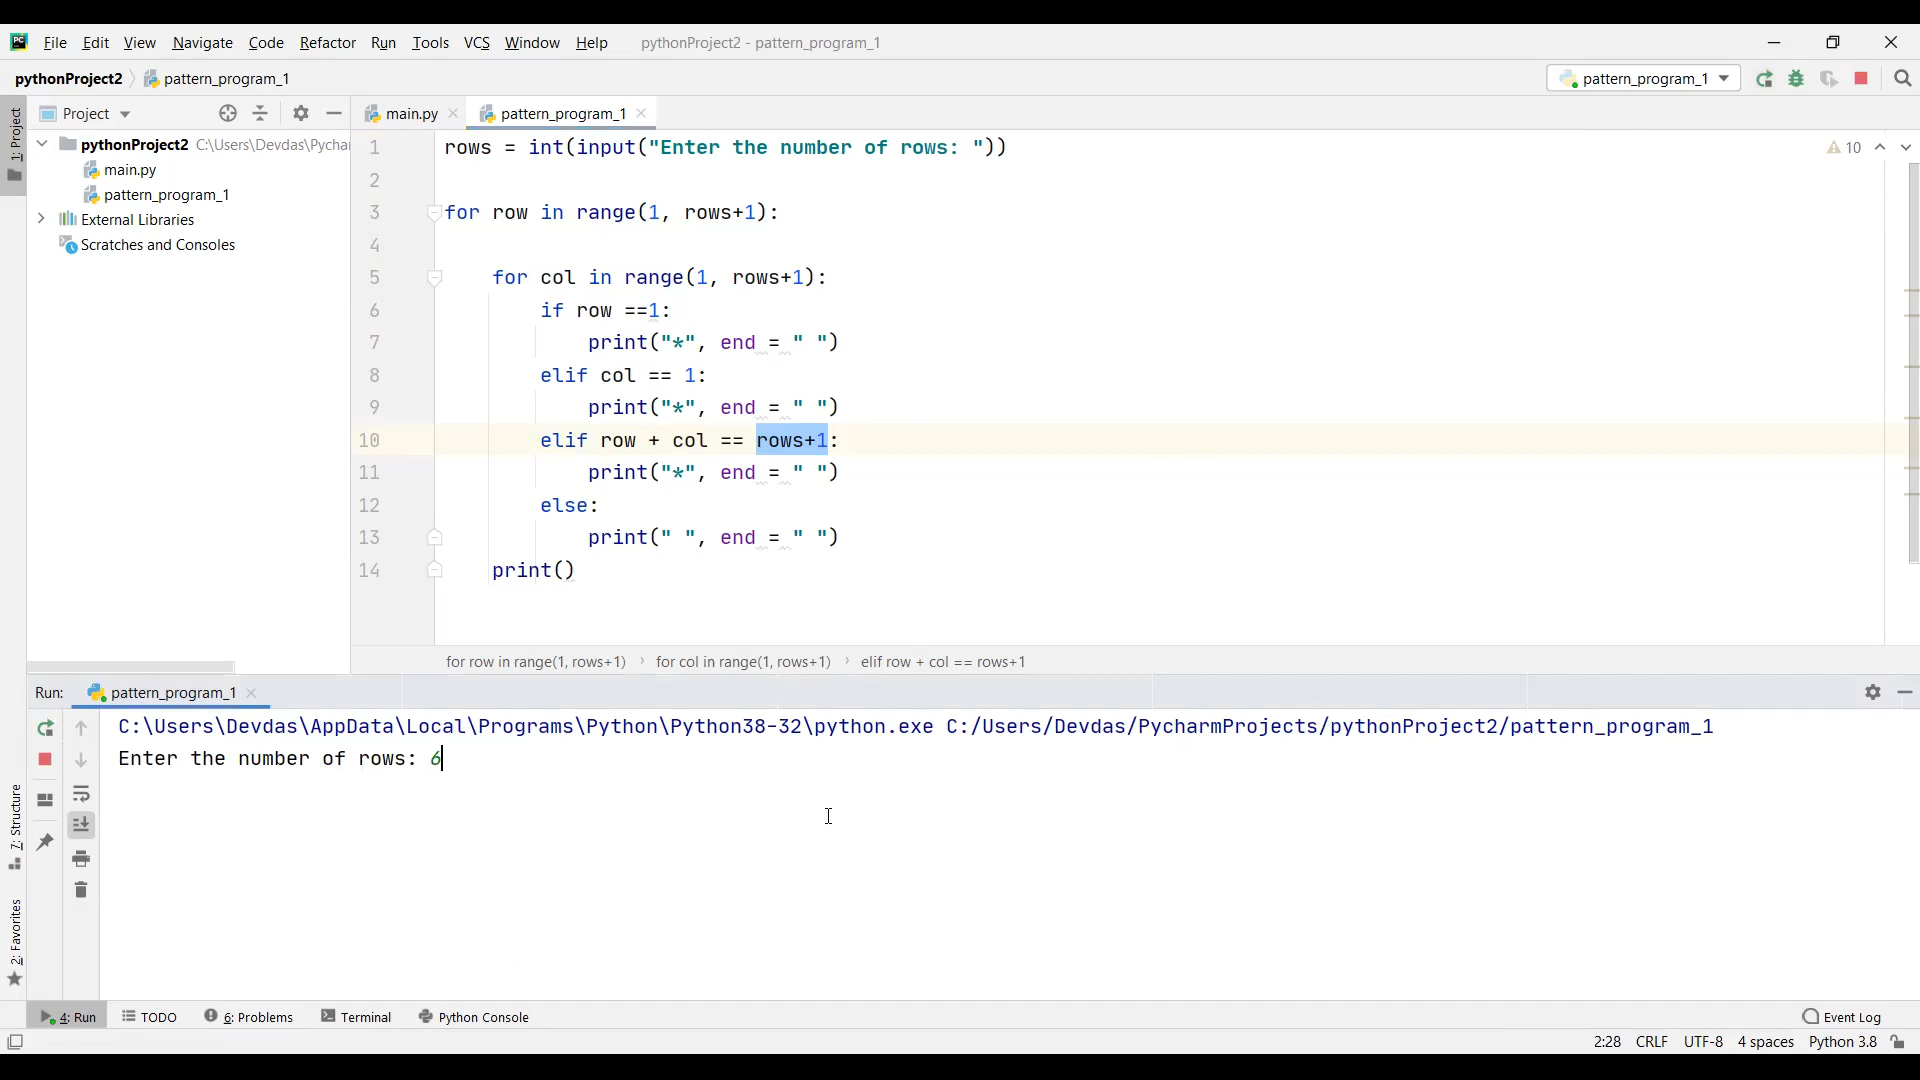 PC File Edit View Navigate Code Refactor Run Tools VCS Window Help pythonProject2 - pattern_program_1
pythonProject2 pattern_program_1 pattern_program_1
1: Project
Project
main.py pattern_program_1
pythonProject2 C:\Users\Devdas\Pychar
main.py
pattern_program_1
External Libraries
Scratches and Consoles
10
1 rows = int(input("Enter the number of rows: "))
2
3 for row in range(1, rows+1):
4
5 for col in range(1, rows+1):
6 if row ==1:
7 print("*", end = " ")
8 elif col == 1:
9 print("*", end = " ")
10 elif row + col == rows+1:
11 print("*", end = " ")
12 else:
13 print(" ", end = " ")
14 print()
for row in range(1, rows+1) for col in range(1, rows+1) elif row + col == rows+1
Run: pattern_program_1
C:\Users\Devdas\AppData\Local\Programs\Python\Python38-32\python.exe C:/Users/Devdas/PycharmProjects/pythonProject2/pattern_program_1
Enter the number of rows: 6
7: Structure
2: Favorites
4: Run TODO 6: Problems Terminal Python Console Event Log
2:28 CRLF UTF-8 4 spaces Python 3.8